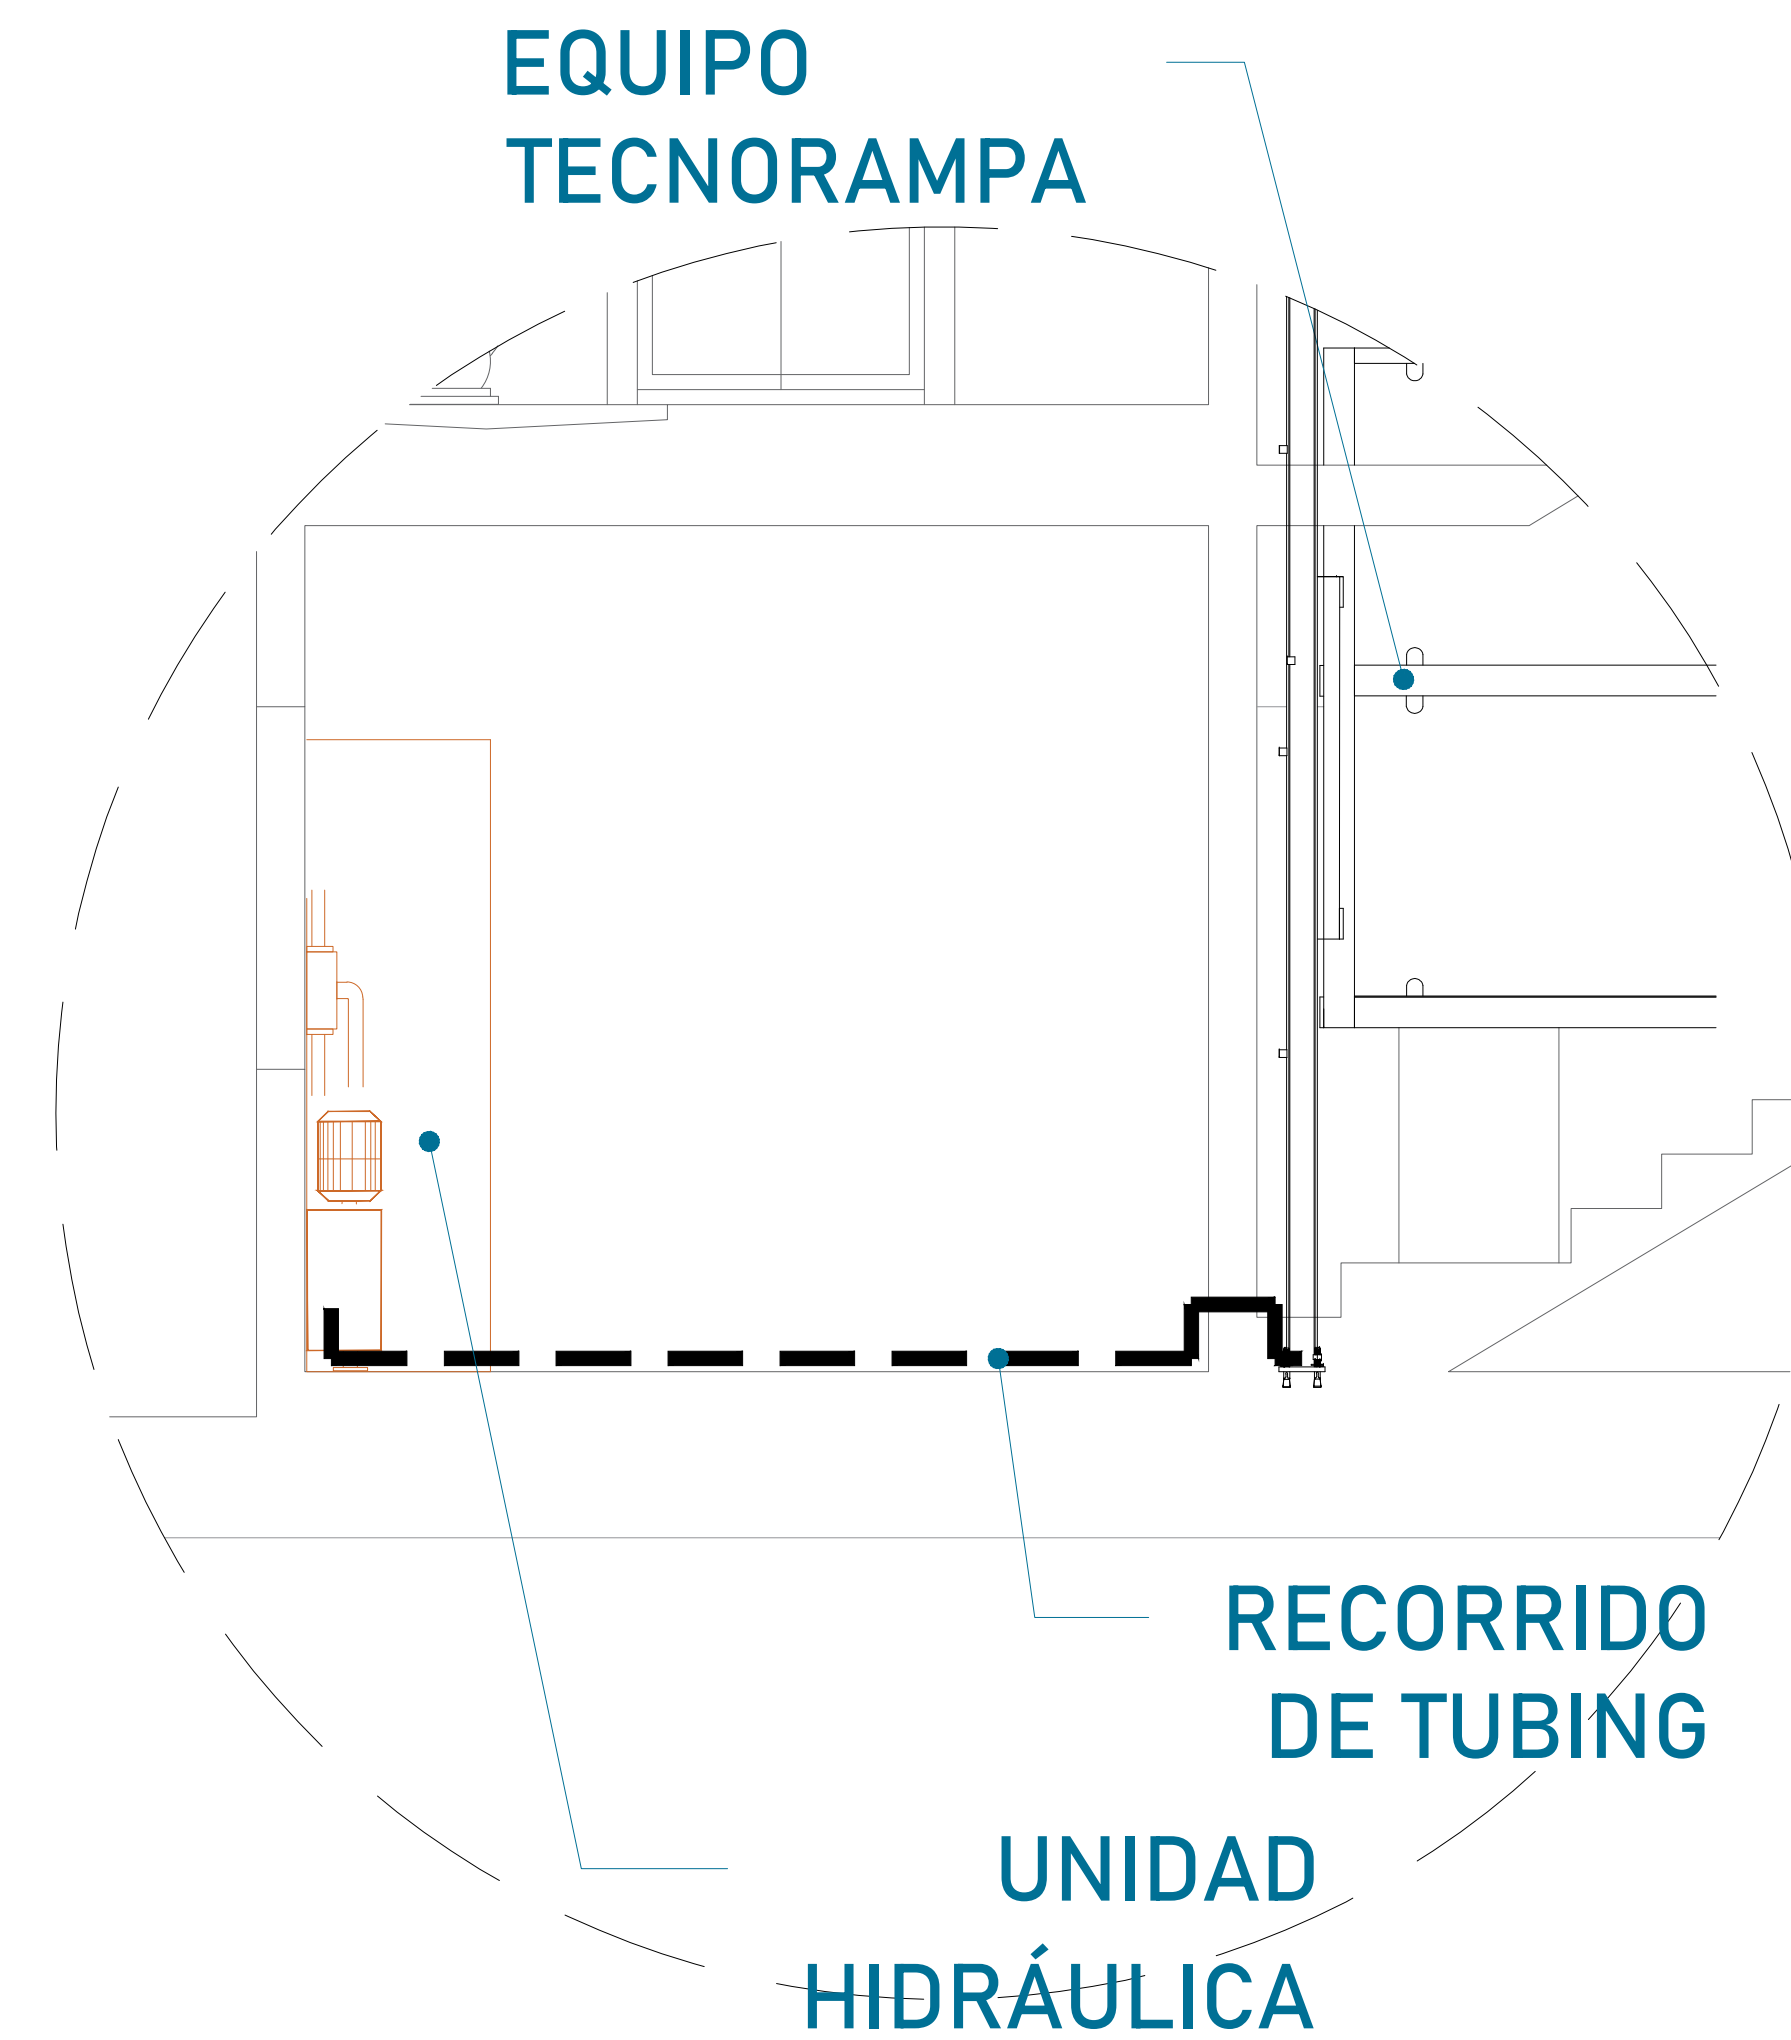 EQUIPO
TECNORAMPA
RECORRIDO
DE TUBING
UNIDAD
HIDRÁULICA